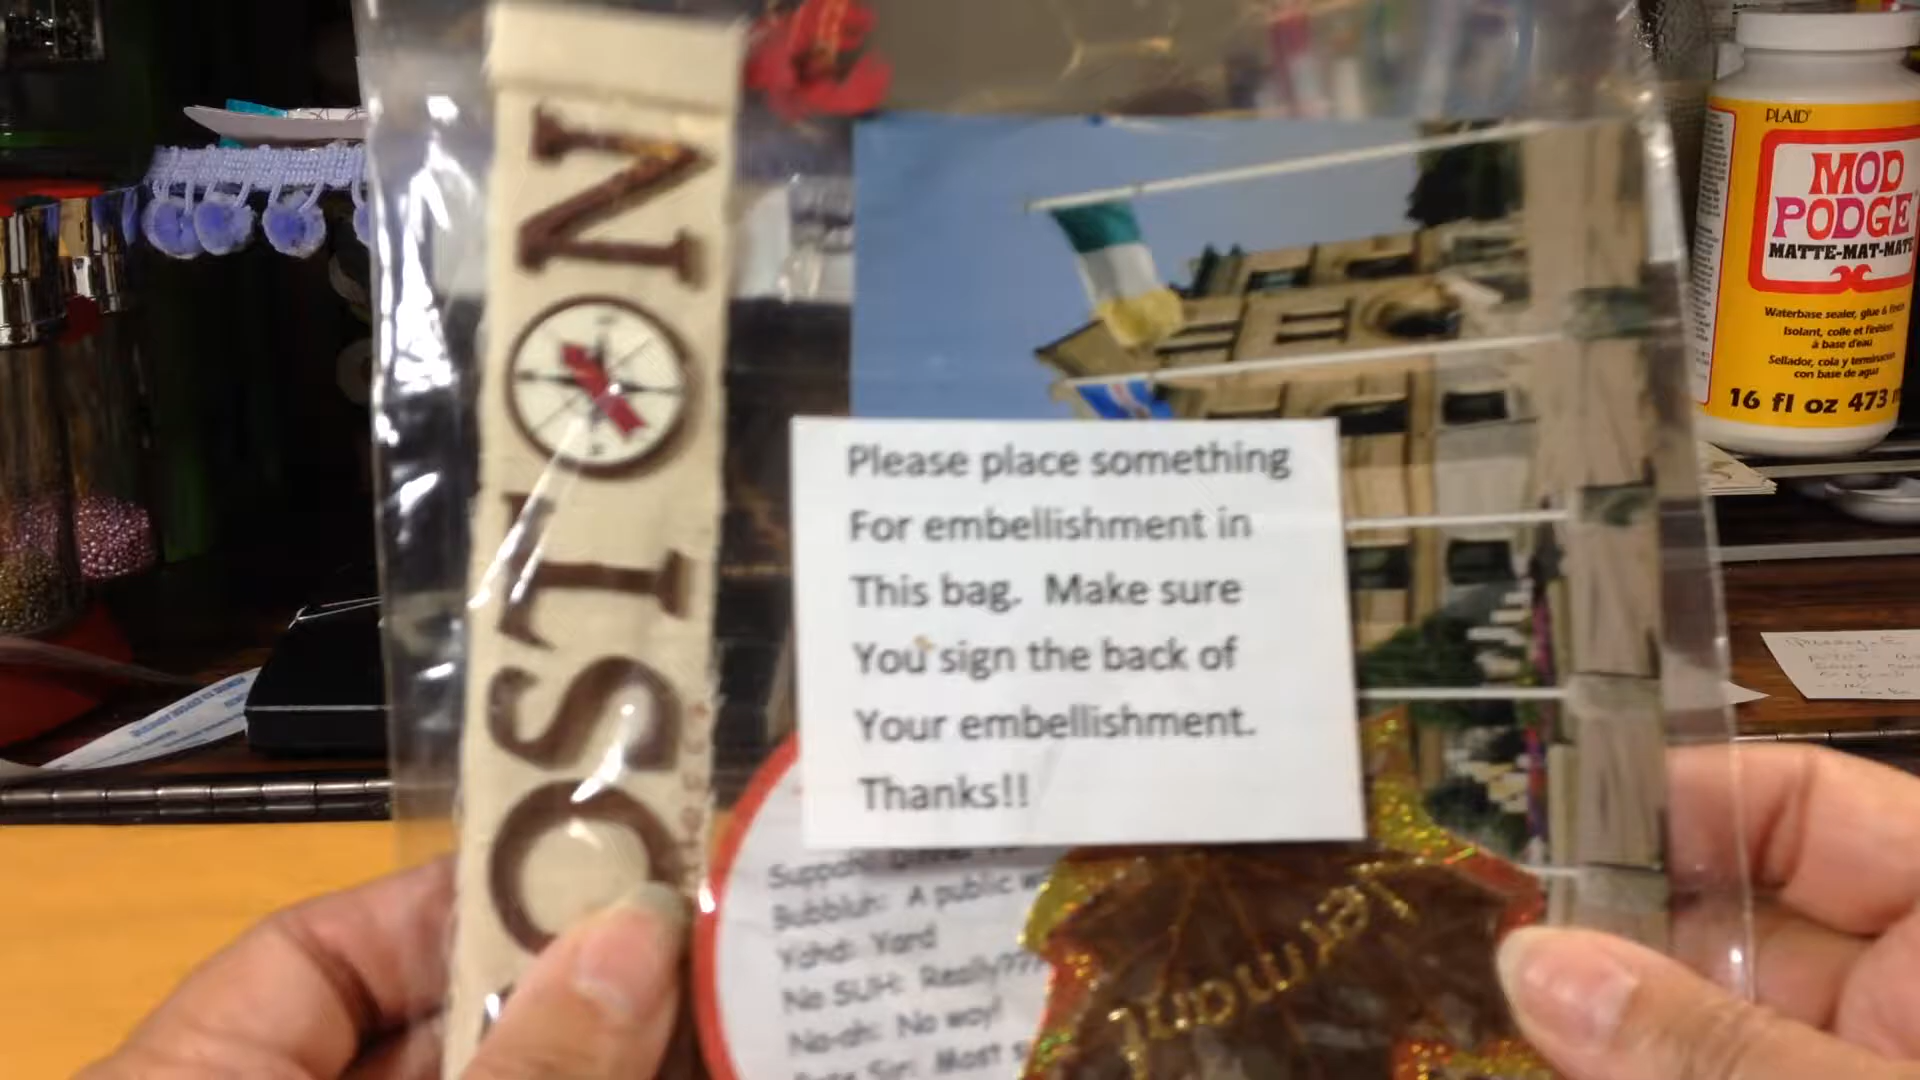 BOSTON
Please place something
For embellishment in
This bag. Make sure
You sign the back of
Your embellishment.
Thanks!!
Bubbluh: A public
Yahd: Yard
No SUH: Really???
No-ah: No way!
Most
Vermont
PLAID
MOD
PODGE
MATTE-MAT-MATE
Waterbase sealer, glue & finish
Isolant, colle et finition
à base d'eau
Sellador, cola y terminación
con base de agua
16 fl oz 473